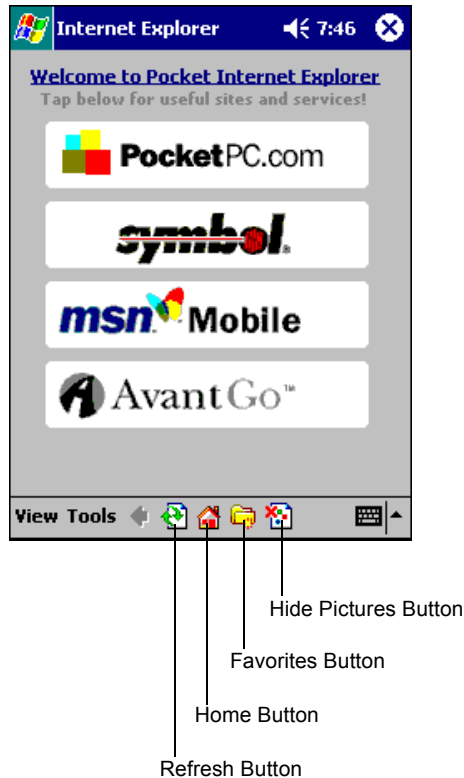 Internet Explorer 7:46
Welcome to Pocket Internet Explorer
Tap below for useful sites and services!
PocketPC.com
symbol®
msn Mobile
AvantGo™
View Tools
Hide Pictures Button
Favorites Button
Home Button
Refresh Button